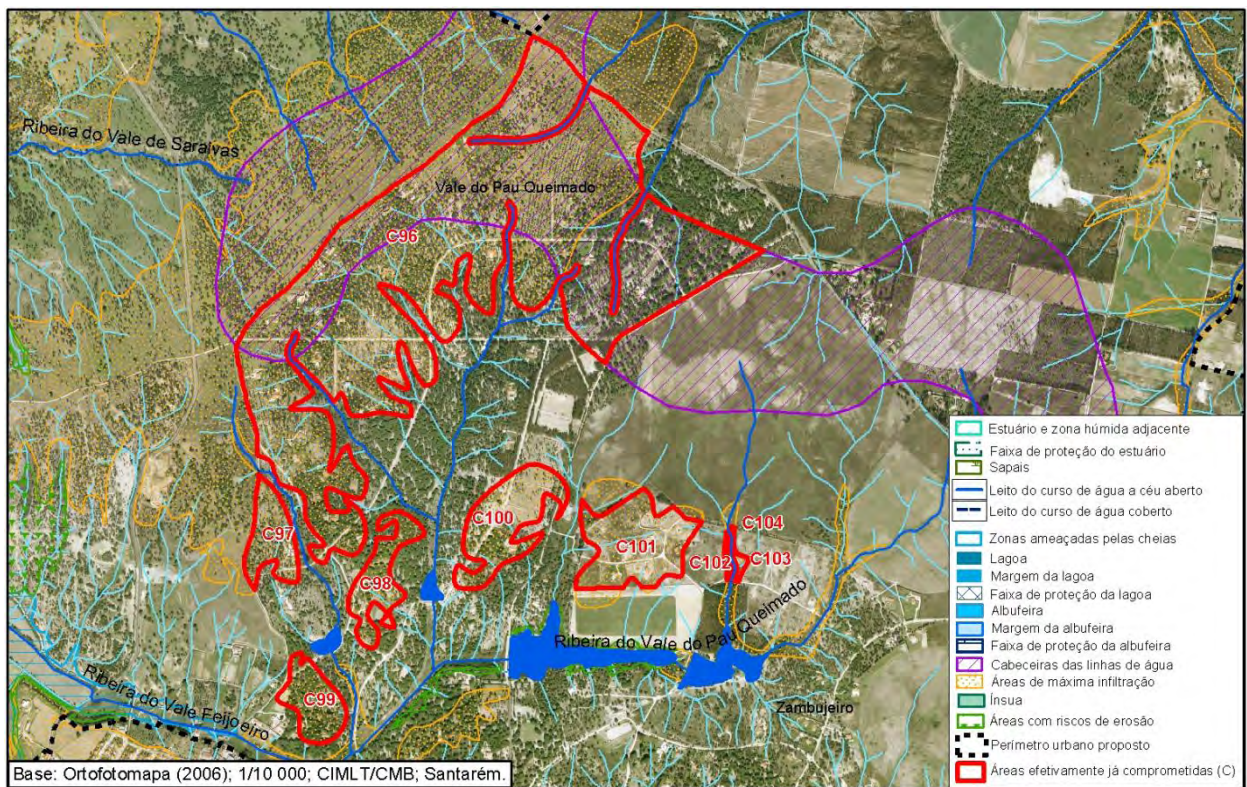 Ribeira do Vale de Saralvas
Vale do Pau Queimado
C96
C97
C98
C100
C101
C102
C104
C103
C99
Ribeira do Vale do Pau Queimado
Ribeira do Vale Feijoeiro
Zambujeiro
Base: Ortofotomapa (2006); 1/10 000; CIMLT/CMB; Santarém.
Estuário e zona húmida adjacente
Faixa de proteção do estuário
Sapais
Leito do curso de água a céu aberto
Leito do curso de água coberto
Zonas ameaçadas pelas cheias
Lagoa
Margem da lagoa
Faixa de proteção da lagoa
Albufeira
Margem da albufeira
Faixa de proteção da albufeira
Cabeceiras das linhas de água
Áreas de máxima infiltração
Ínsua
Áreas com riscos de erosão
Perímetro urbano proposto
Áreas efetivamente já comprometidas (C)